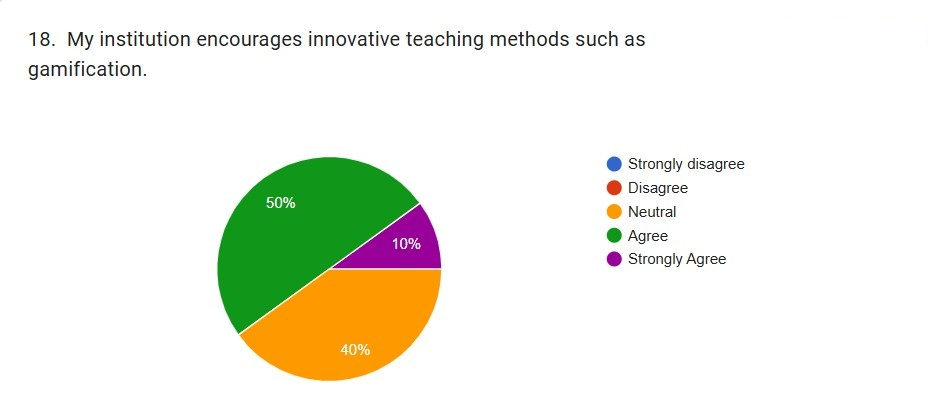 18. My institution encourages innovative teaching methods such as
gamification.
50%
10%
40%
Strongly disagree
Disagree
Neutral
Agree
Strongly Agree